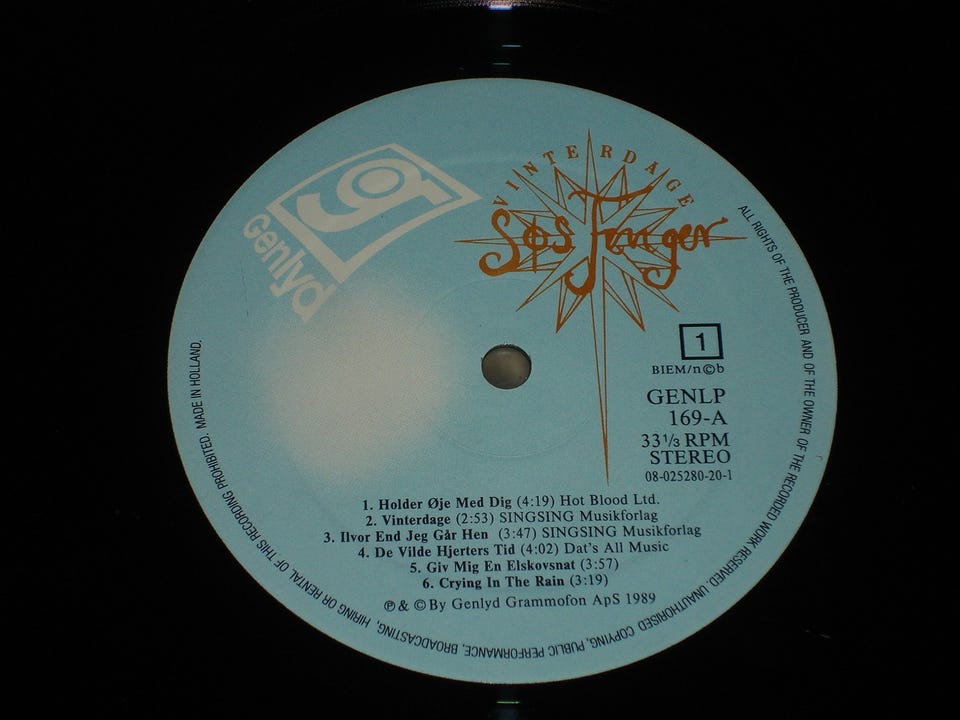 Genlyd
VINTERDAGE
Søs Fenger
1
BIEM/n©b
GENLP
169-A
33⅓ RPM
STEREO
08-025280-20-1
1. Holder Øje Med Dig (4:19) Hot Blood Ltd.
2. Vinterdage (2:53) SINGSING Musikforlag
3. Hvor End Jeg Går Hen (3:47) SINGSING Musikforlag
4. De Vilde Hjerters Tid (4:02) Dat's All Music
5. Giv Mig En Elskovsnat (3:57)
6. Crying In The Rain (3:19)
℗ & © By Genlyd Grammofon ApS 1989
ALL RIGHTS OF THE PRODUCER AND OF THE OWNER OF THE RECORDED WORK RESERVED. UNAUTHORISED COPYING, PUBLIC PERFORMANCE, BROADCASTING, HIRING OR RENTAL OF THIS RECORDING PROHIBITED. MADE IN HOLLAND.